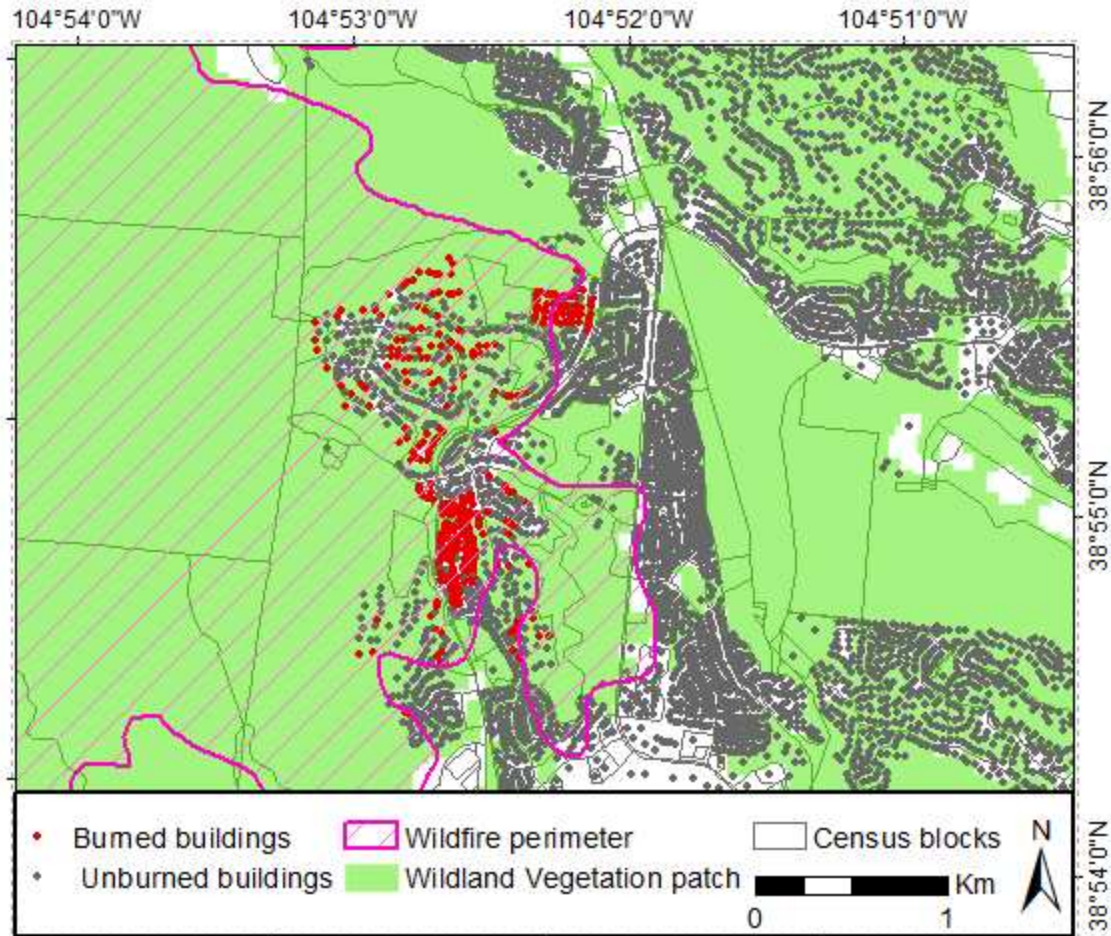 104°54'0"W 104°53'0"W 104°52'0"W 104°51'0"W
38°56'0"N
38°55'0"N
38°54'0"N
Burned buildings Wildfire perimeter Census blocks N
Unburned buildings Wildland Vegetation patch Km
0 1